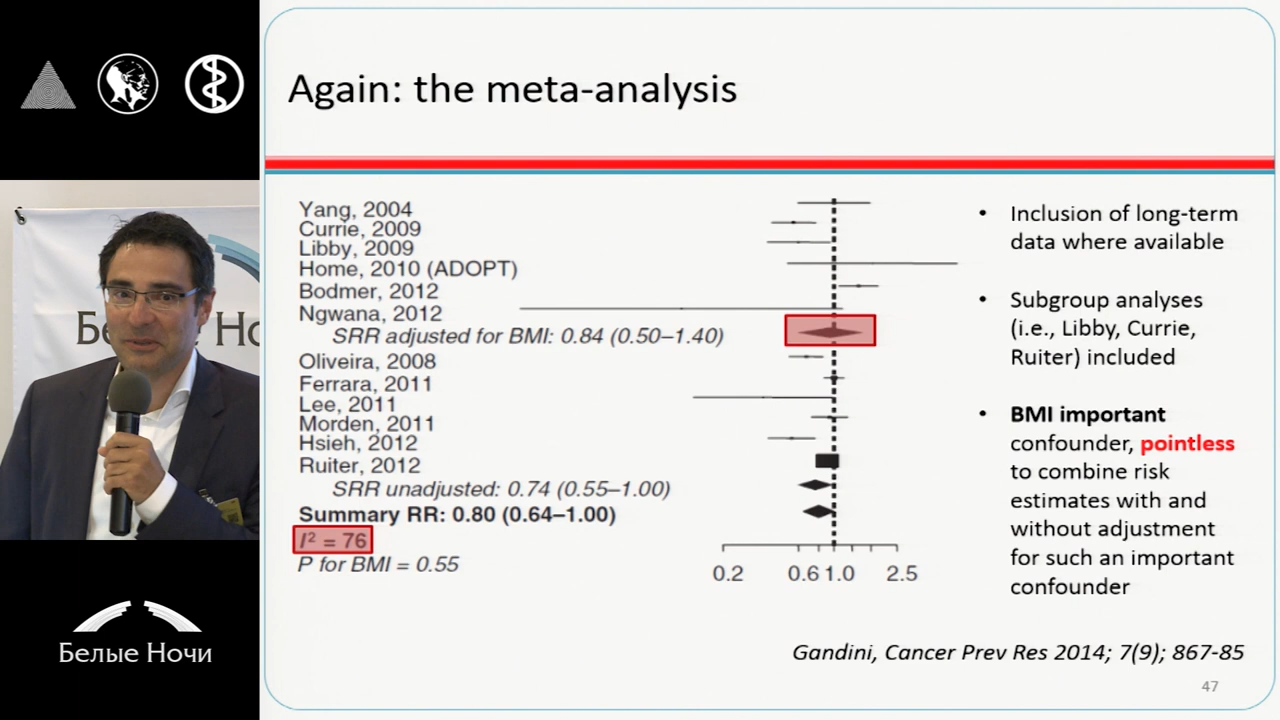 Again: the meta-analysis
Yang, 2004
Currie, 2009
Libby, 2009
Home, 2010 (ADOPT)
Bodmer, 2012
Ngwana, 2012
SRR adjusted for BMI: 0.84 (0.50–1.40)
Oliveira, 2008
Ferrara, 2011
Lee, 2011
Morden, 2011
Hsieh, 2012
Ruiter, 2012
SRR unadjusted: 0.74 (0.55–1.00)
Summary RR: 0.80 (0.64–1.00)
I² = 76
P for BMI = 0.55
0.2 0.6 1.0 2.5
• Inclusion of long-term
data where available
• Subgroup analyses
(i.e., Libby, Currie,
Ruiter) included
• BMI important
confounder, pointless
to combine risk
estimates with and
without adjustment
for such an important
confounder
Gandini, Cancer Prev Res 2014; 7(9); 867-85
47
Бе Но
Белые Ночи